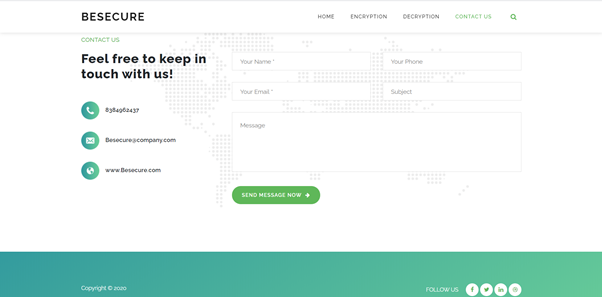 BESECURE
HOME ENCRYPTION DECRYPTION CONTACT US
CONTACT US
Feel free to keep in
touch with us!
8384962437
Besecure@company.com
www.Besecure.com
Your Name *
Your Phone
Your Email *
Subject
Message
SEND MESSAGE NOW
Copyright © 2020
FOLLOW US